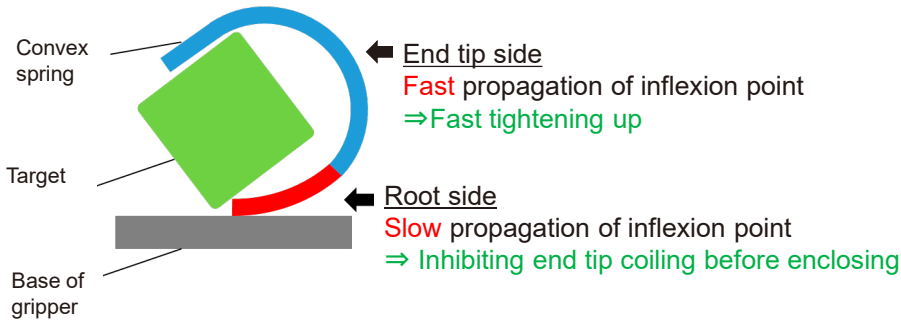 Convex
spring
Target
Base of
gripper
End tip side
Fast propagation of inflexion point
⇒Fast tightening up
Root side
Slow propagation of inflexion point
⇒ Inhibiting end tip coiling before enclosing